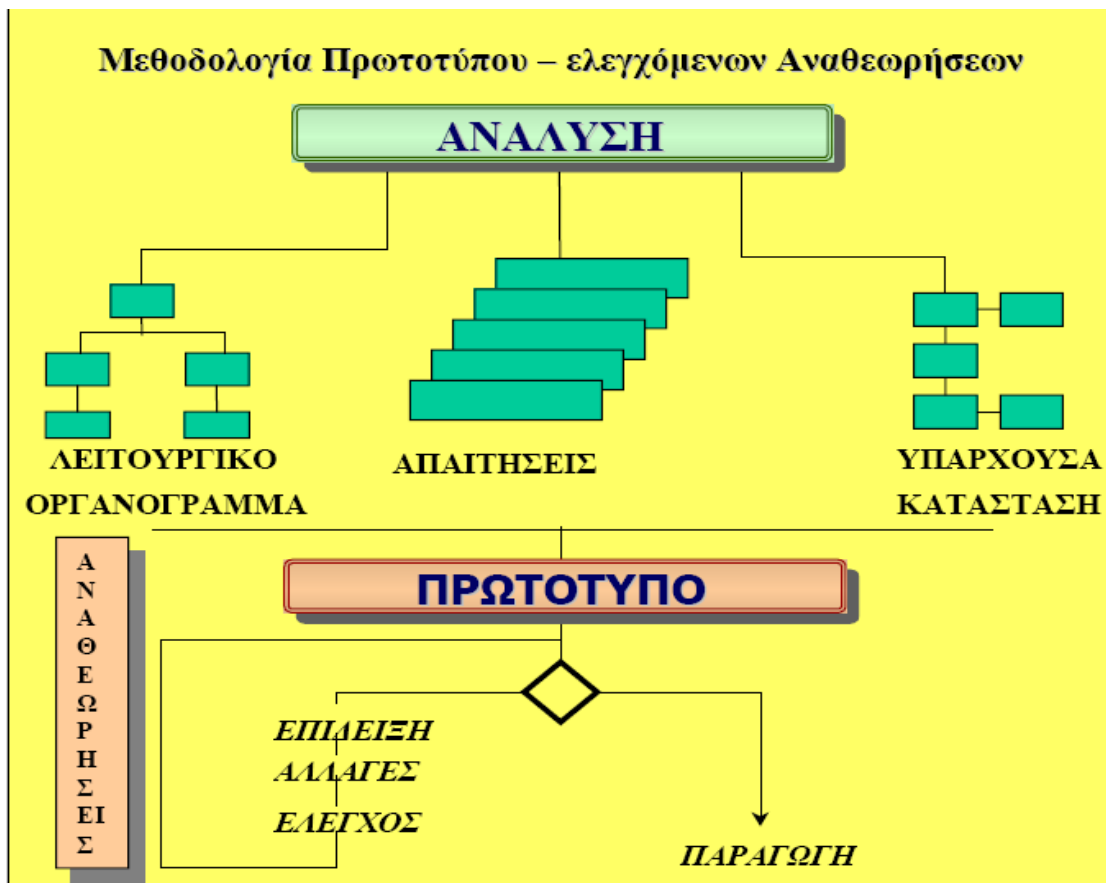 Μεθοδολογία Πρωτοτύπου – ελεγχόμενων Αναθεωρήσεων
ΑΝΑΛΥΣΗ
ΛΕΙΤΟΥΡΓΙΚΟ
ΟΡΓΑΝΟΓΡΑΜΜΑ
ΑΠΑΙΤΗΣΕΙΣ
ΥΠΑΡΧΟΥΣΑ
ΚΑΤΑΣΤΑΣΗ
Α
Ν
Α
Θ
Ε
Ω
Ρ
Η
Σ
ΕΙ
Σ
ΠΡΩΤΟΤΥΠΟ
ΕΠΙΔΕΙΞΗ
ΑΛΛΑΓΕΣ
ΕΛΕΓΧΟΣ
ΠΑΡΑΓΩΓΗ